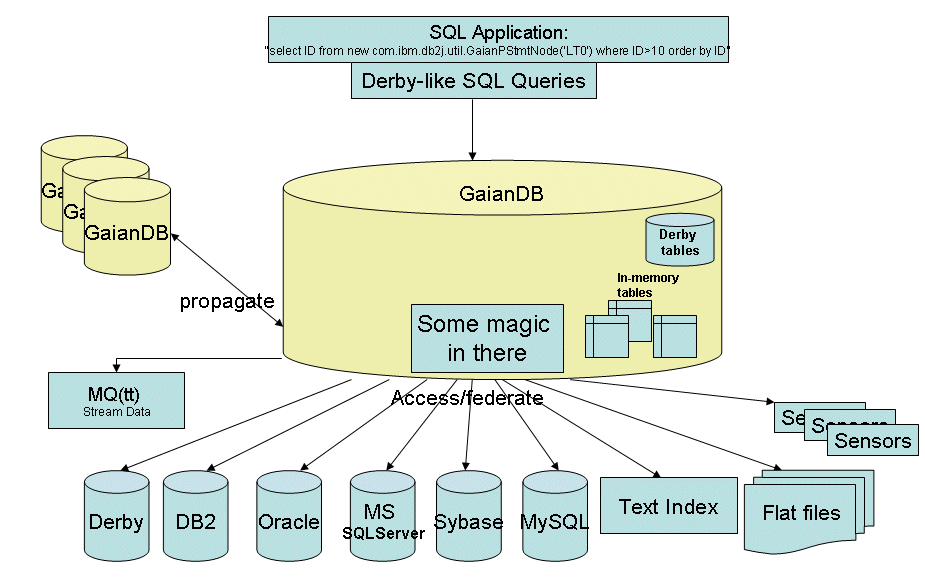 SQL Application:
"select ID from new com.ibm.db2j.util.GaianPStmtNode('LT0') where ID>10 order by ID"
Derby-like SQL Queries
GaianDB
Ga
Ga
GaianDB
Derby
tables
In-memory
tables
propagate
Some magic
in there
MQ(tt)
Stream Data
Access/federate
Se
Sensors
Sensors
Derby
DB2
Oracle
MS
SQLServer
Sybase
MySQL
Text Index
Flat files